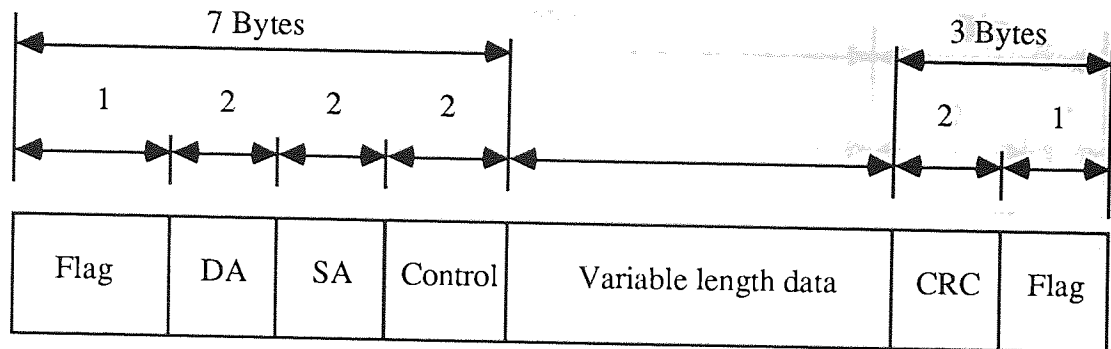 7 Bytes 3 Bytes
1 2 2 2 2 1
Flag DA SA Control Variable length data CRC Flag